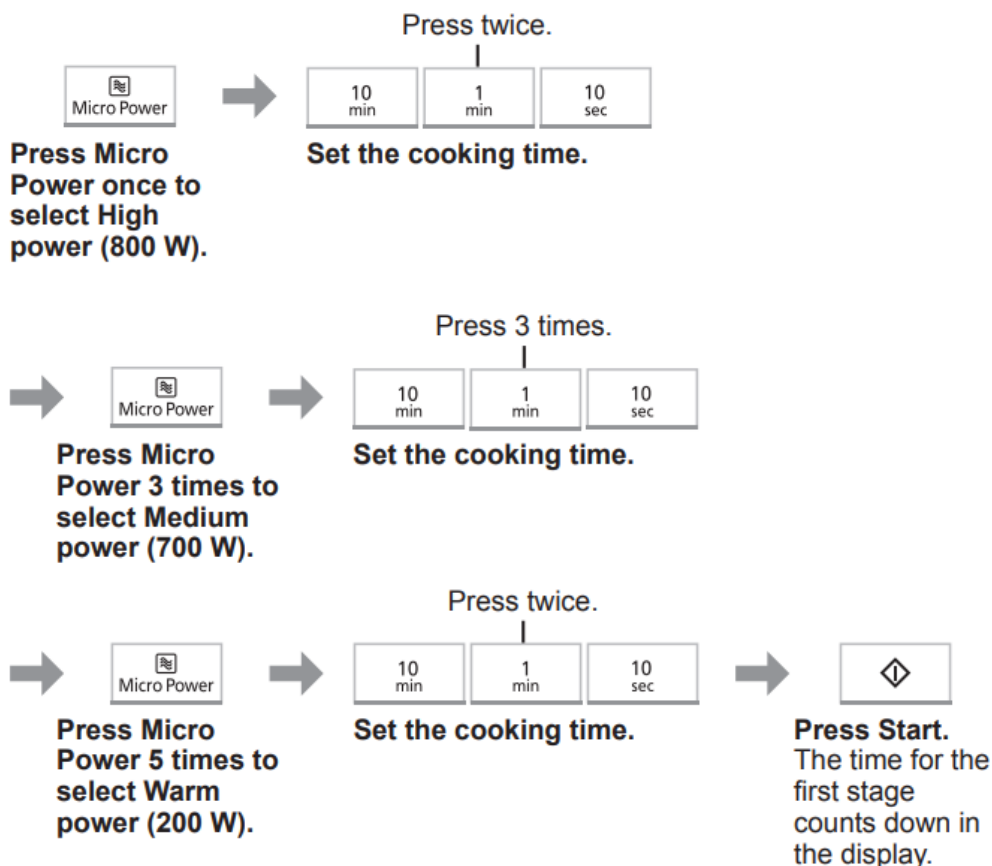 Press twice.
Micro Power
10 min
1 min
10 sec
Press Micro
Power once to
select High
power (800 W).
Set the cooking time.
Press 3 times.
Micro Power
10 min
1 min
10 sec
Press Micro
Power 3 times to
select Medium
power (700 W).
Set the cooking time.
Press twice.
Micro Power
10 min
1 min
10 sec
Press Micro
Power 5 times to
select Warm
power (200 W).
Set the cooking time.
Press Start.
The time for the
first stage
counts down in
the display.